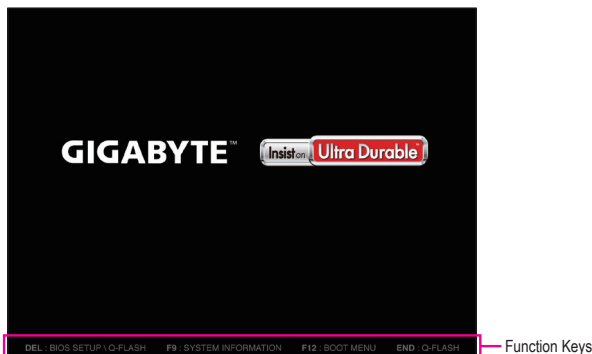 GIGABYTE™ Insist on Ultra Durable™
DEL : BIOS SETUP \ Q-FLASH F9 : SYSTEM INFORMATION F12 : BOOT MENU END : Q-FLASH
Function Keys